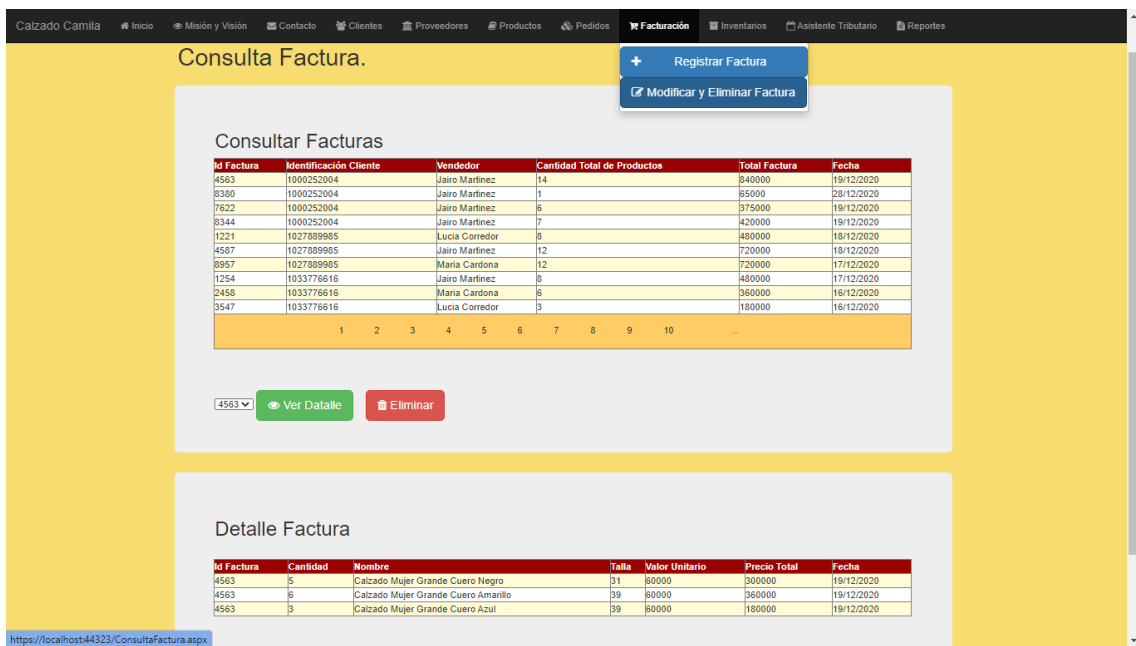 Calzado Camila Inicio Misión y Visión Contacto Clientes Proveedores Productos Pedidos Facturación Inventarios Asistente Tributario Reportes
Consulta Factura.
Registrar Factura
Modificar y Eliminar Factura
Consultar Facturas
Id Factura Identificación Cliente Vendedor Cantidad Total de Productos Total Factura Fecha
4563 1000252004 Jairo Martinez 14 840000 19/12/2020
8380 1000252004 Jairo Martinez 1 65000 28/12/2020
7622 1000252004 Jairo Martinez 6 375000 19/12/2020
8344 1000252004 Jairo Martinez 7 420000 19/12/2020
1221 1027889985 Lucia Corredor 8 480000 18/12/2020
4587 1027889985 Jairo Martinez 12 720000 18/12/2020
8957 1027889985 Maria Cardona 12 720000 17/12/2020
1254 1033776616 Jairo Martinez 8 480000 17/12/2020
2458 1033776616 Maria Cardona 6 360000 16/12/2020
3547 1033776616 Lucia Corredor 3 180000 16/12/2020
1 2 3 4 5 6 7 8 9 10 ...
4563 Ver Datalle Eliminar
Detalle Factura
Id Factura Cantidad Nombre Talla Valor Unitario Precio Total Fecha
4563 5 Calzado Mujer Grande Cuero Negro 31 60000 300000 19/12/2020
4563 6 Calzado Mujer Grande Cuero Amarillo 39 60000 360000 19/12/2020
4563 3 Calzado Mujer Grande Cuero Azul 39 60000 180000 19/12/2020
https://localhost:44323/ConsultaFactura.aspx